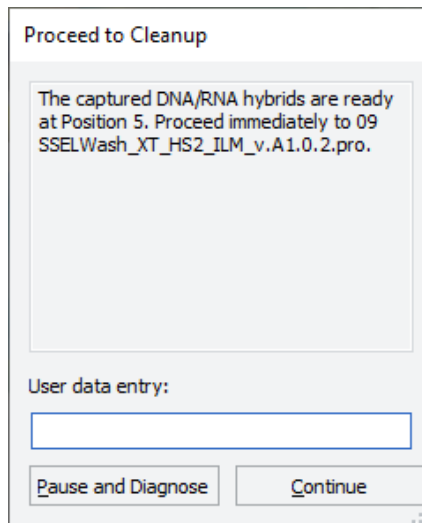 Proceed to Cleanup
The captured DNA/RNA hybrids are ready
at Position 5. Proceed immediately to 09
SSELWash_XT_HS2_ILM_v.A1.0.2.pro.
User data entry:
Pause and Diagnose
Continue